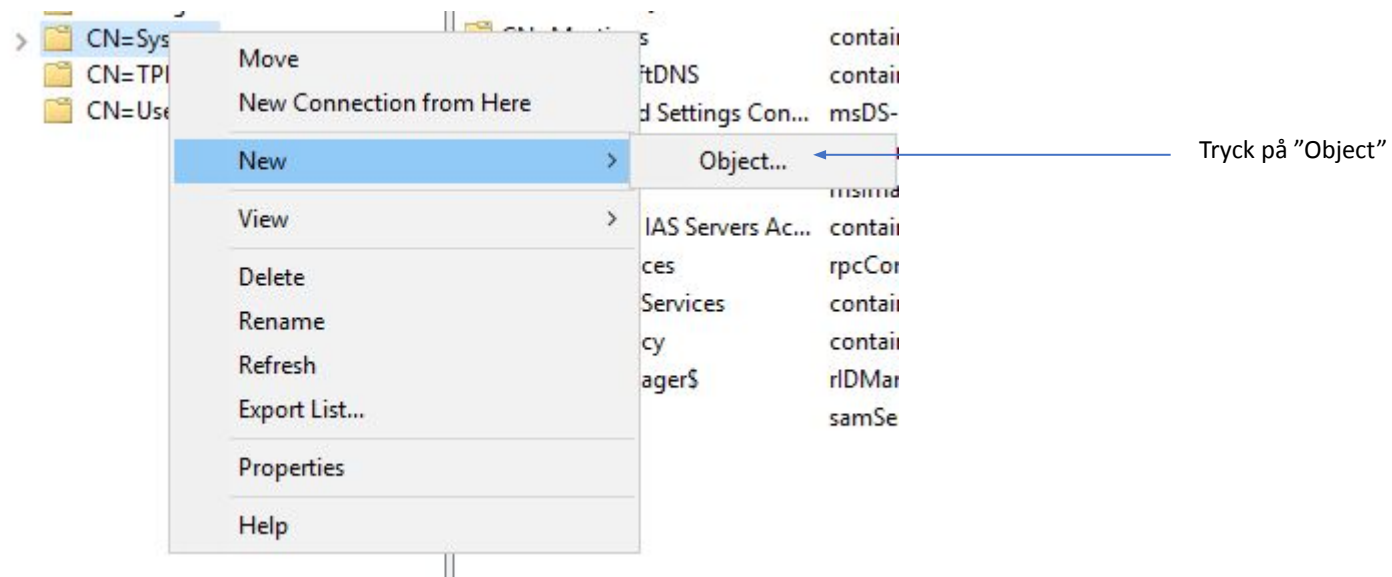 CN=Sys
CN=TPI
CN=Use
Move
New Connection from Here
New
View
Delete
Rename
Refresh
Export List...
Properties
Help
Object...
s contai
ftDNS contai
d Settings Con... msDS-
IAS Servers Ac... contai
ces rpcCor
Services contai
cy contai
ager$ rIDMar
samSe
Tryck på ”Object”